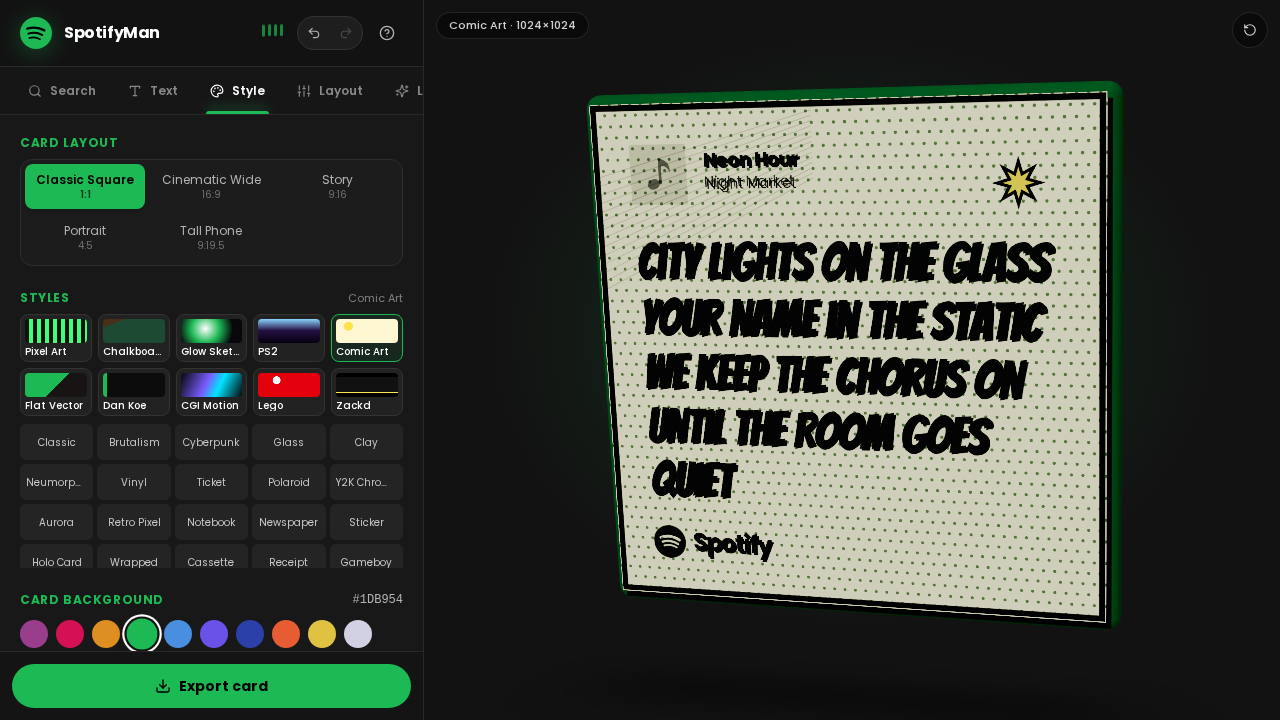 SpotifyMan
Search
Text
Style
Layout
L
CARD LAYOUT
Classic Square
1:1
Cinematic Wide
16:9
Story
9:16
Portrait
4:5
Tall Phone
9:19.5
STYLES
Comic Art
Pixel Art
Chalkboa...
Glow Sket...
PS2
Comic Art
Flat Vector
Dan Koe
CGI Motion
Lego
Zackd
Classic
Brutalism
Cyberpunk
Glass
Clay
Neumorp...
Vinyl
Ticket
Polaroid
Y2K Chro...
Aurora
Retro Pixel
Notebook
Newspaper
Sticker
Holo Card
Wrapped
Cassette
Receipt
Gameboy
CARD BACKGROUND
#1DB954
Export card
Comic Art · 1024×1024
Neon Hour
Night Market
CITY LIGHTS ON THE GLASS
YOUR NAME IN THE STATIC
WE KEEP THE CHORUS ON
UNTIL THE ROOM GOES
QUIET
Spotify